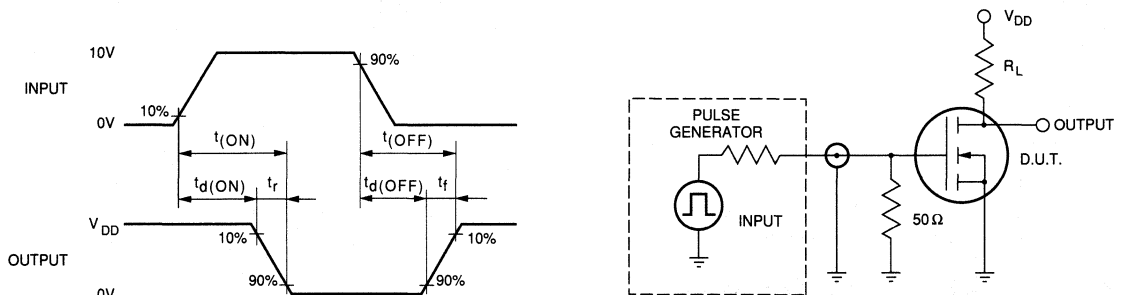 10V
INPUT
10%
90%
0V
t(ON)
t(OFF)
td(ON)
tr
td(OFF)
tf
VDD
10%
10%
OUTPUT
90%
90%
0V
VDD
RL
PULSE
GENERATOR
OUTPUT
D.U.T.
INPUT
50Ω